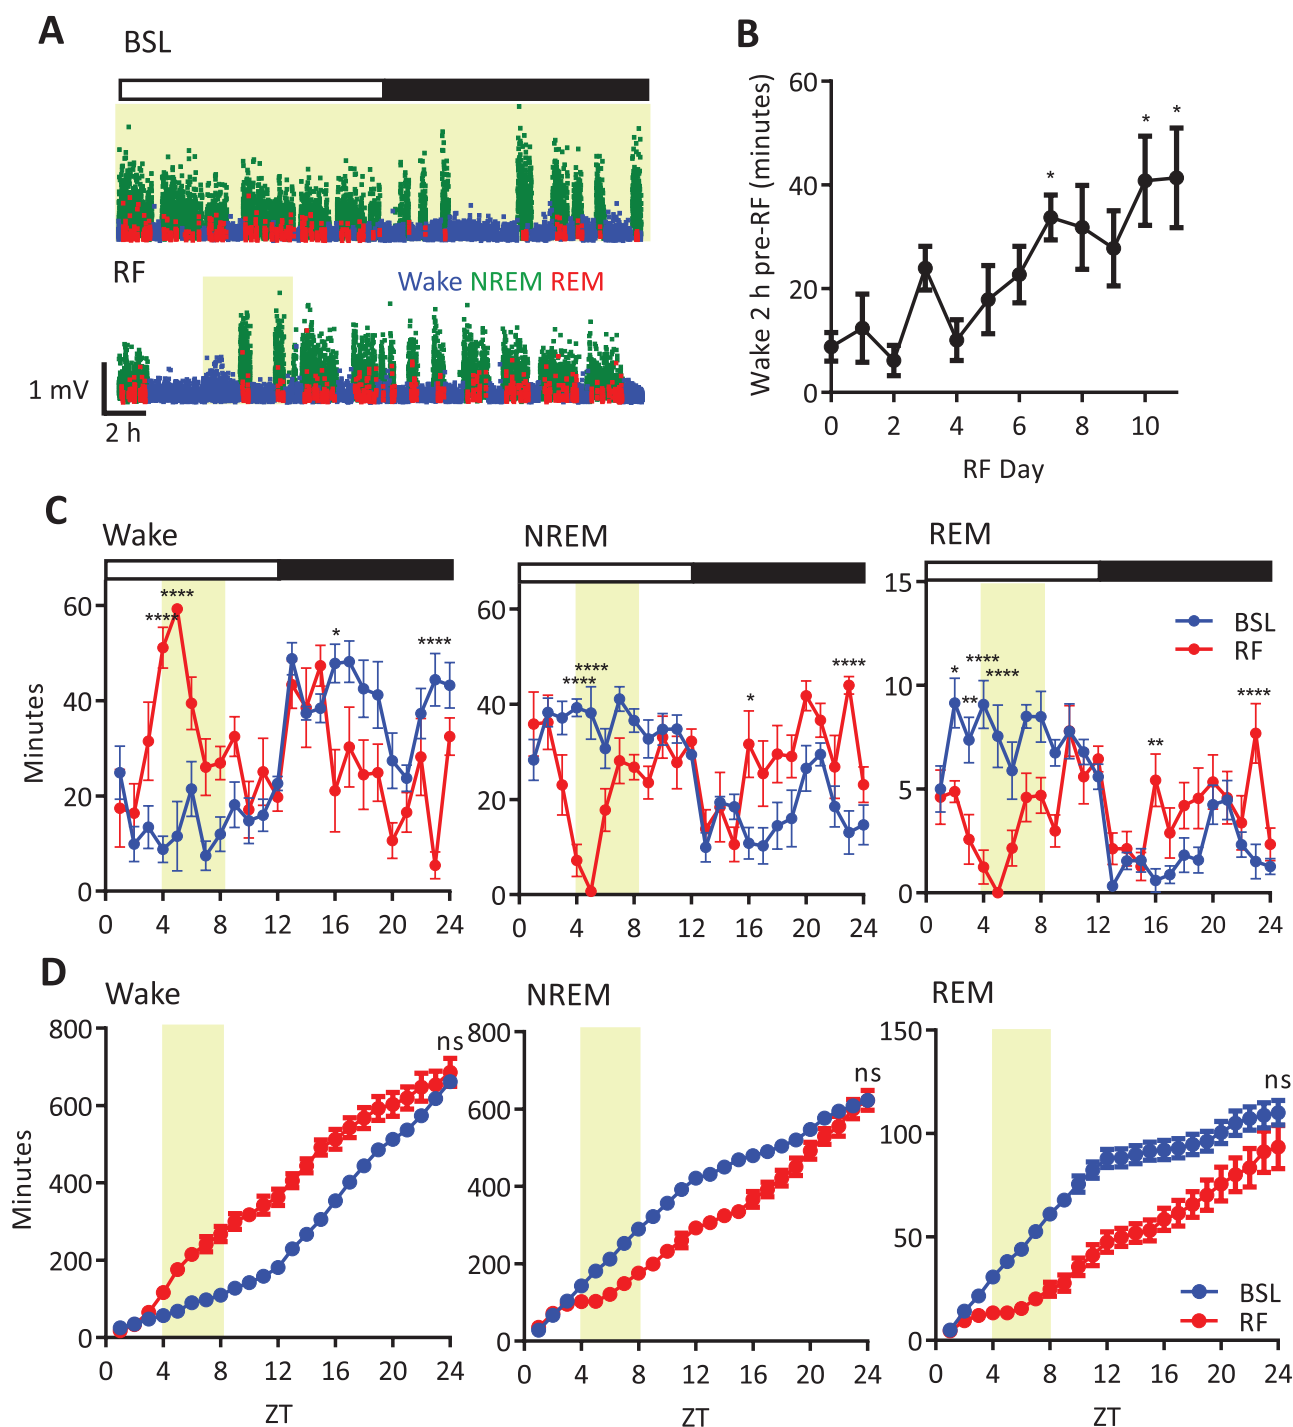 A
BSL
RF
Wake NREM REM
1 mV
2 h
B
Wake 2 h pre-RF (minutes)
60
40
20
0
* * *
0 2 4 6 8 10
RF Day
C
Wake
Minutes
60
40
20
0
**** **** * ****
0 4 8 12 16 20 24
NREM
60
40
20
0
**** **** * ****
0 4 8 12 16 20 24
REM
15
10
5
0
* **** ** **** ** ****
BSL
RF
0 4 8 12 16 20 24
D
Wake
Minutes
800
600
400
200
0
ns
0 4 8 12 16 20 24
ZT
NREM
800
600
400
200
0
ns
0 4 8 12 16 20 24
ZT
REM
150
100
50
0
ns
BSL
RF
0 4 8 12 16 20 24
ZT